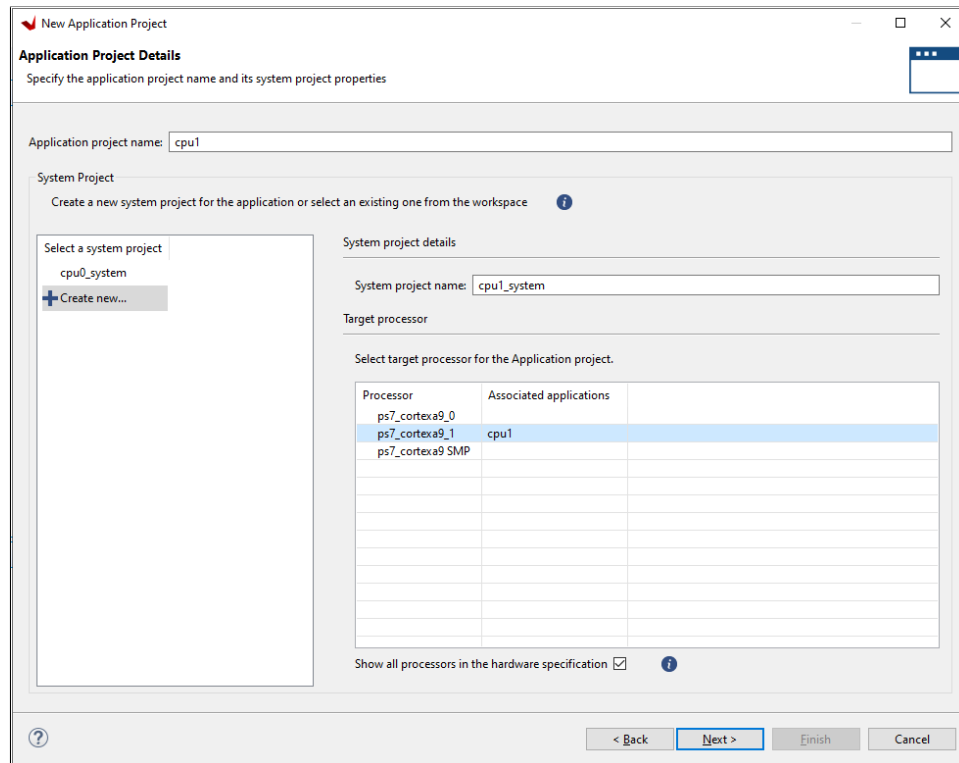 New Application Project
Application Project Details
Specify the application project name and its system project properties
Application project name: cpu1
System Project
Create a new system project for the application or select an existing one from the workspace
Select a system project
cpu0_system
Create new...
System project details
System project name: cpu1_system
Target processor
Select target processor for the Application project.
Processor Associated applications
ps7_cortexa9_0
ps7_cortexa9_1 cpu1
ps7_cortexa9 SMP
Show all processors in the hardware specification
< Back Next > Finish Cancel